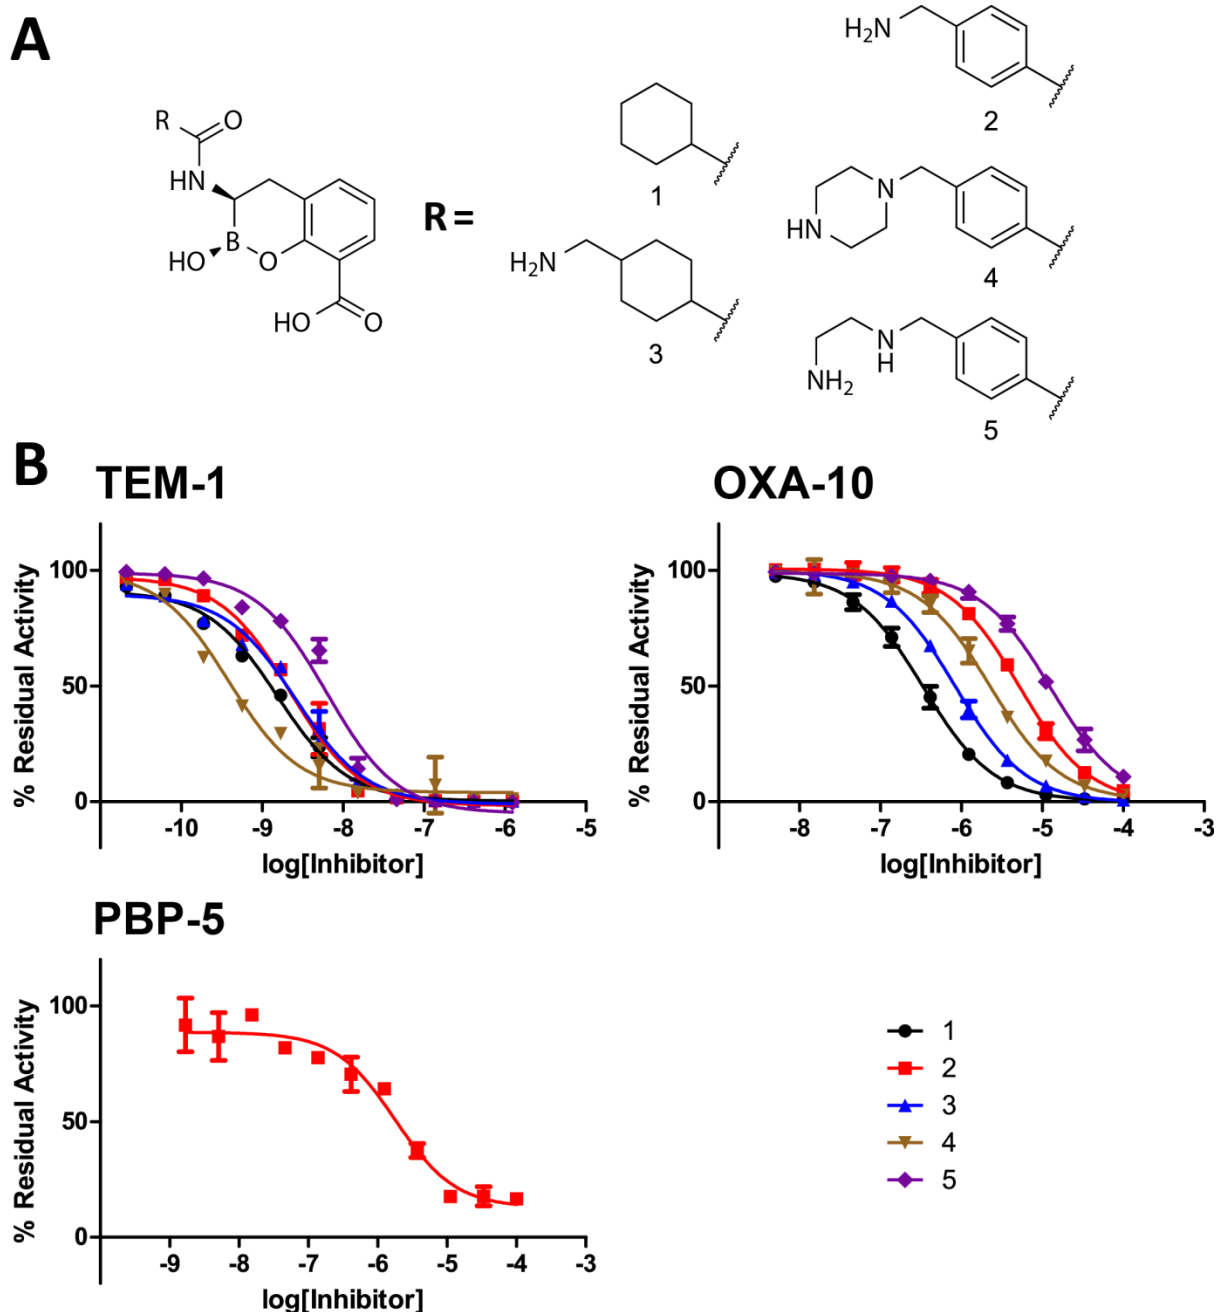 A
H₂N
2
R
O
HN
1
R =
N
HN
4
B
HO
O
H₂N
3
HO
O
N
H
NH₂
5
B
TEM-1
OXA-10
% Residual Activity
100
50
0
-10
-9
-8
-7
-6
-5
log[Inhibitor]
% Residual Activity
100
50
0
-8
-7
-6
-5
-4
-3
log[Inhibitor]
PBP-5
% Residual Activity
100
50
0
-9
-8
-7
-6
-5
-4
-3
log[Inhibitor]
1
2
3
4
5